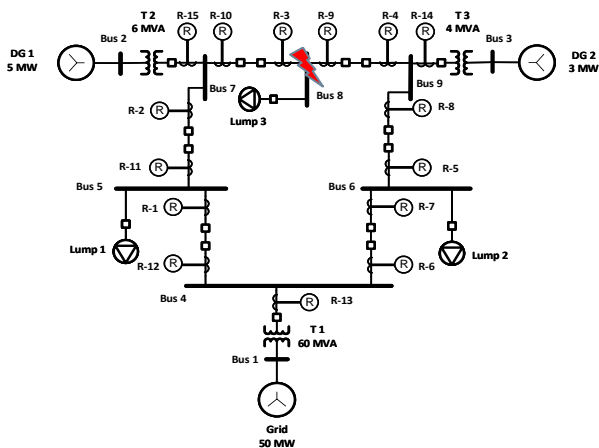 T 2
6 MVA
R-15
R-10
R-3
R-9
R-4
R-14
T 3
4 MVA
DG 1
5 MW
Bus 2
R
R
R
R
R
R
Bus 3
DG 2
3 MW
Bus 7
Bus 8
Bus 9
Lump 3
R-2
R
R
R-8
R-11
R
R
R-5
Bus 5
Bus 6
R-1
R
R
R-7
Lump 1
Lump 2
R-12
R
R
R-6
Bus 4
R
R-13
T 1
60 MVA
Bus 1
Grid
50 MW